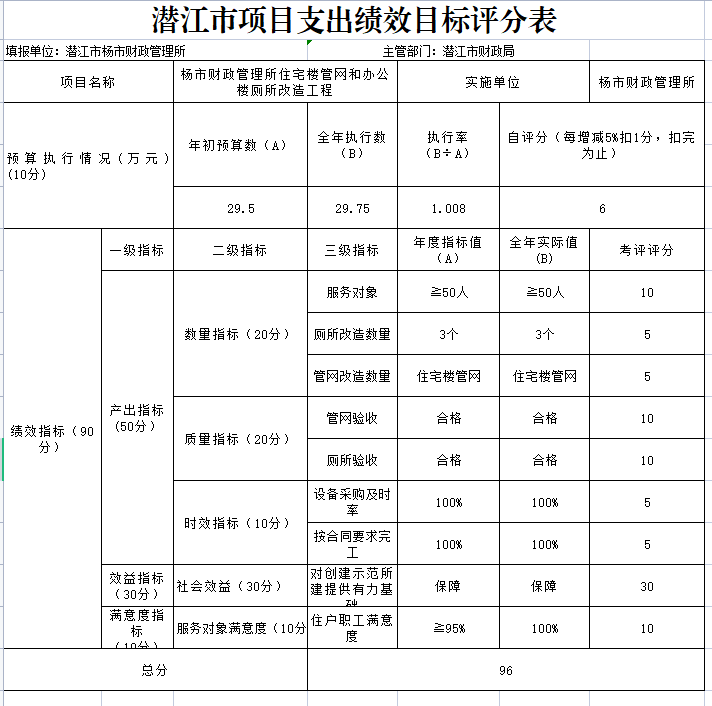 潜江市项目支出绩效目标评分表
填报单位：潜江市杨市财政管理所 主管部门：潜江市财政局
项目名称
杨市财政管理所住宅楼管网和办公
楼厕所改造工程
实施单位
杨市财政管理所
预算执行情况(万元)
(10分)
年初预算数（A）
全年执行数
（B）
执行率
（B÷A）
自评分（每增减5%扣1分，扣完
为止）
29.5
29.75
1.008
6
绩效指标（90
分）
一级指标
二级指标
三级指标
年度指标值
（A）
全年实际值
(B)
考评评分
产出指标
(50分）
数量指标（20分）
服务对象
≧50人
≧50人
10
厕所改造数量
3个
3个
5
管网改造数量
住宅楼管网
住宅楼管网
5
质量指标（20分）
管网验收
合格
合格
10
厕所验收
合格
合格
10
时效指标（10分）
设备采购及时
率
100%
100%
5
按合同要求完
工
100%
100%
5
效益指标
（30分）
社会效益（30分）
对创建示范所
建提供有力基
础
保障
保障
30
满意度指
标
（10分）
服务对象满意度（10分
住户职工满意
度
≧95%
100%
10
总分
96